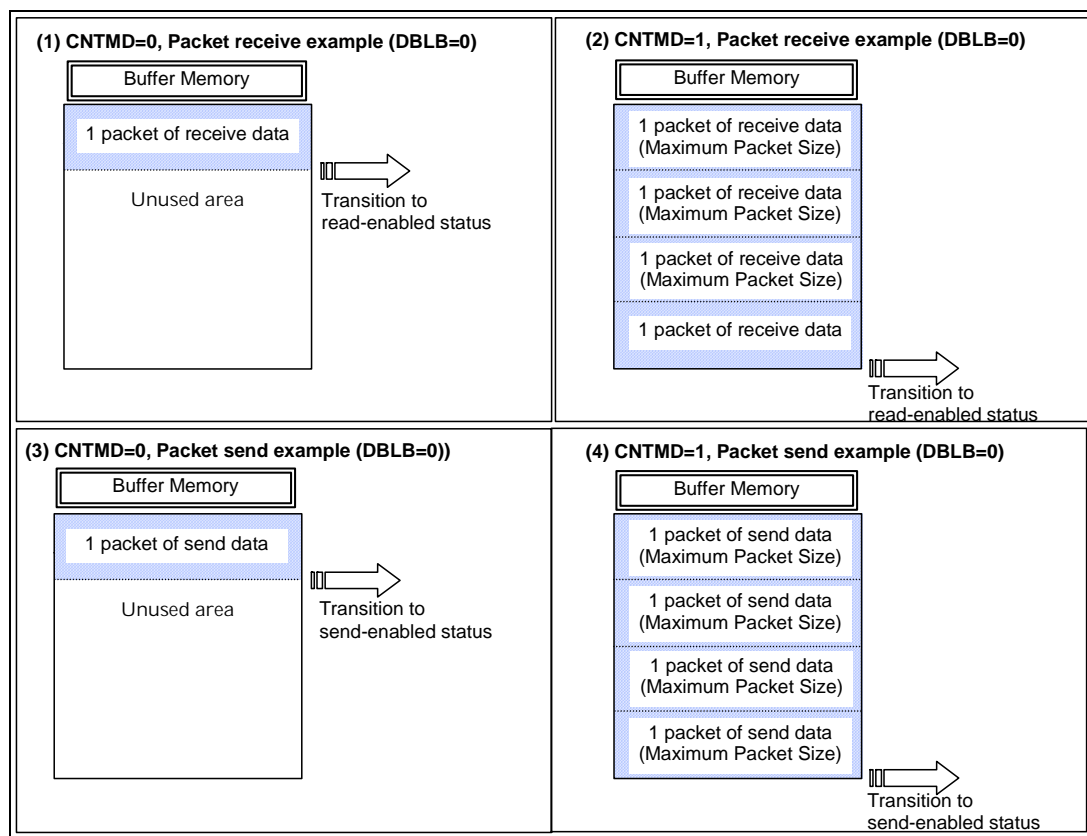 (1) CNTMD=0, Packet receive example (DBLB=0)
Buffer Memory
1 packet of receive data
Unused area
Transition to
read-enabled status
(2) CNTMD=1, Packet receive example (DBLB=0)
Buffer Memory
1 packet of receive data
(Maximum Packet Size)
1 packet of receive data
(Maximum Packet Size)
1 packet of receive data
(Maximum Packet Size)
1 packet of receive data
Transition to
read-enabled status
(3) CNTMD=0, Packet send example (DBLB=0))
Buffer Memory
1 packet of send data
Unused area
Transition to
send-enabled status
(4) CNTMD=1, Packet send example (DBLB=0)
Buffer Memory
1 packet of send data
(Maximum Packet Size)
1 packet of send data
(Maximum Packet Size)
1 packet of send data
(Maximum Packet Size)
1 packet of send data
(Maximum Packet Size)
Transition to
send-enabled status